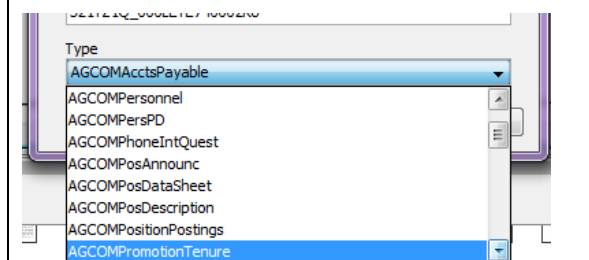 Type
AGCOMAcctsPayable
AGCOMPersonnel
AGCOMPersPD
AGCOMPhoneIntQuest
AGCOMPosAnnounc
AGCOMPosDataSheet
AGCOMPosDescription
AGCOMPositionPostings
AGCOMPromotionTenure